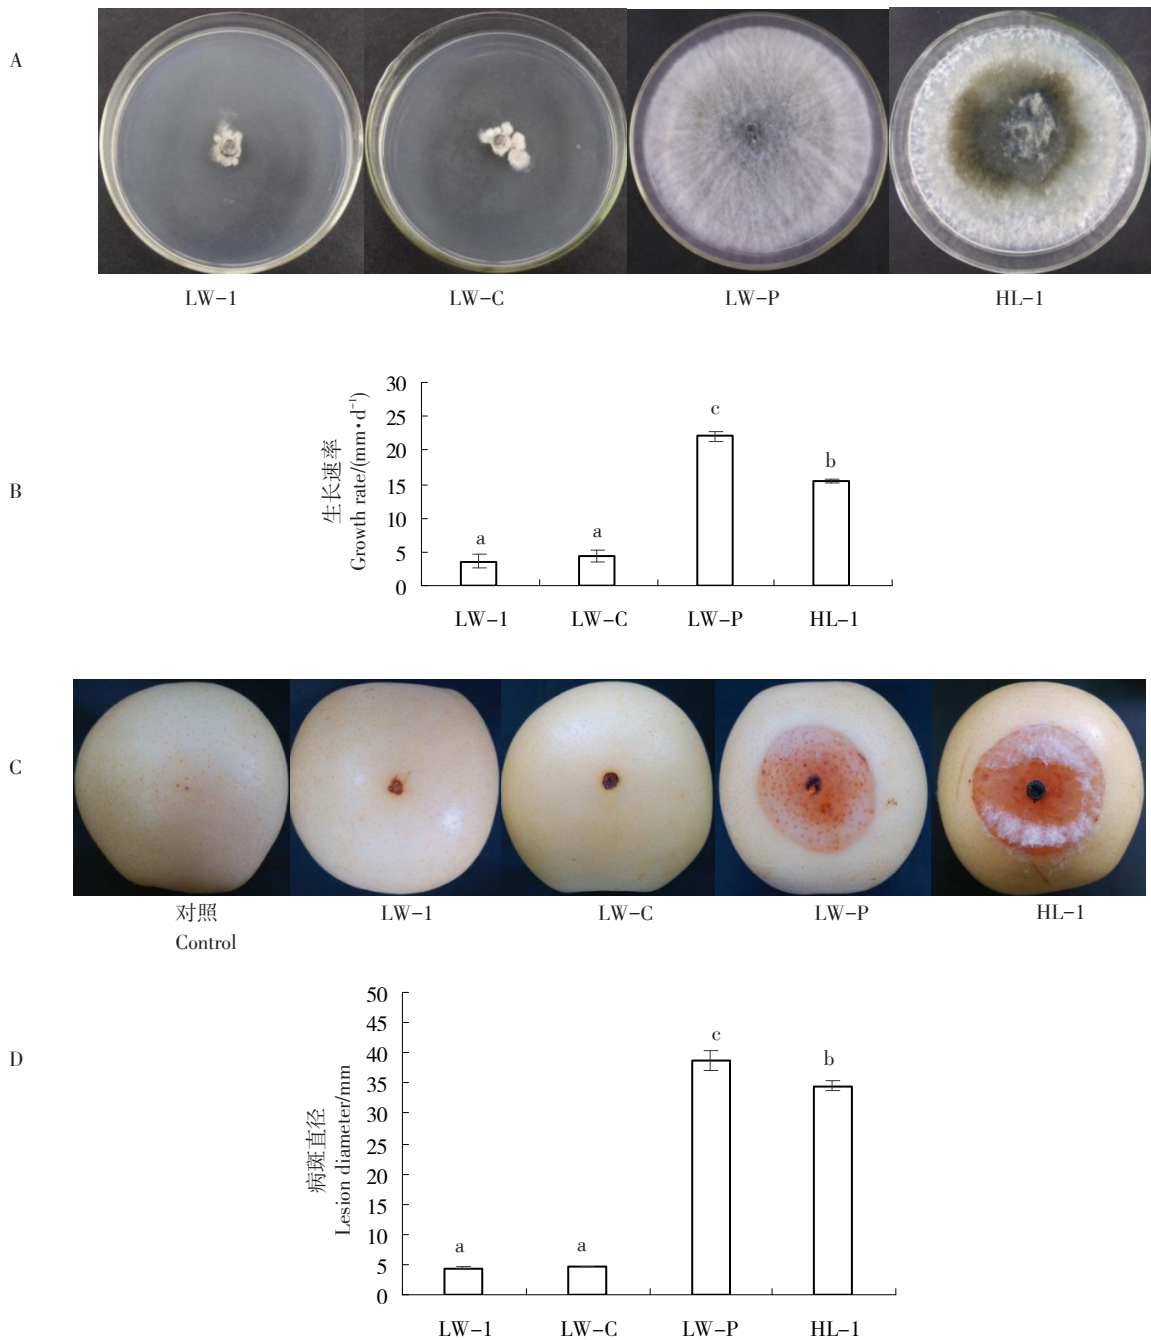 A
LW-1 LW-C LW-P HL-1
B
生长速率
Growth rate/(mm·d⁻¹)
30
25
20
15
10
5
0
a a c b
LW-1 LW-C LW-P HL-1
C
对照
Control
LW-1 LW-C LW-P HL-1
D
病斑直径
Lesion diameter/mm
50
45
40
35
30
25
20
15
10
5
0
a a c b
LW-1 LW-C LW-P HL-1